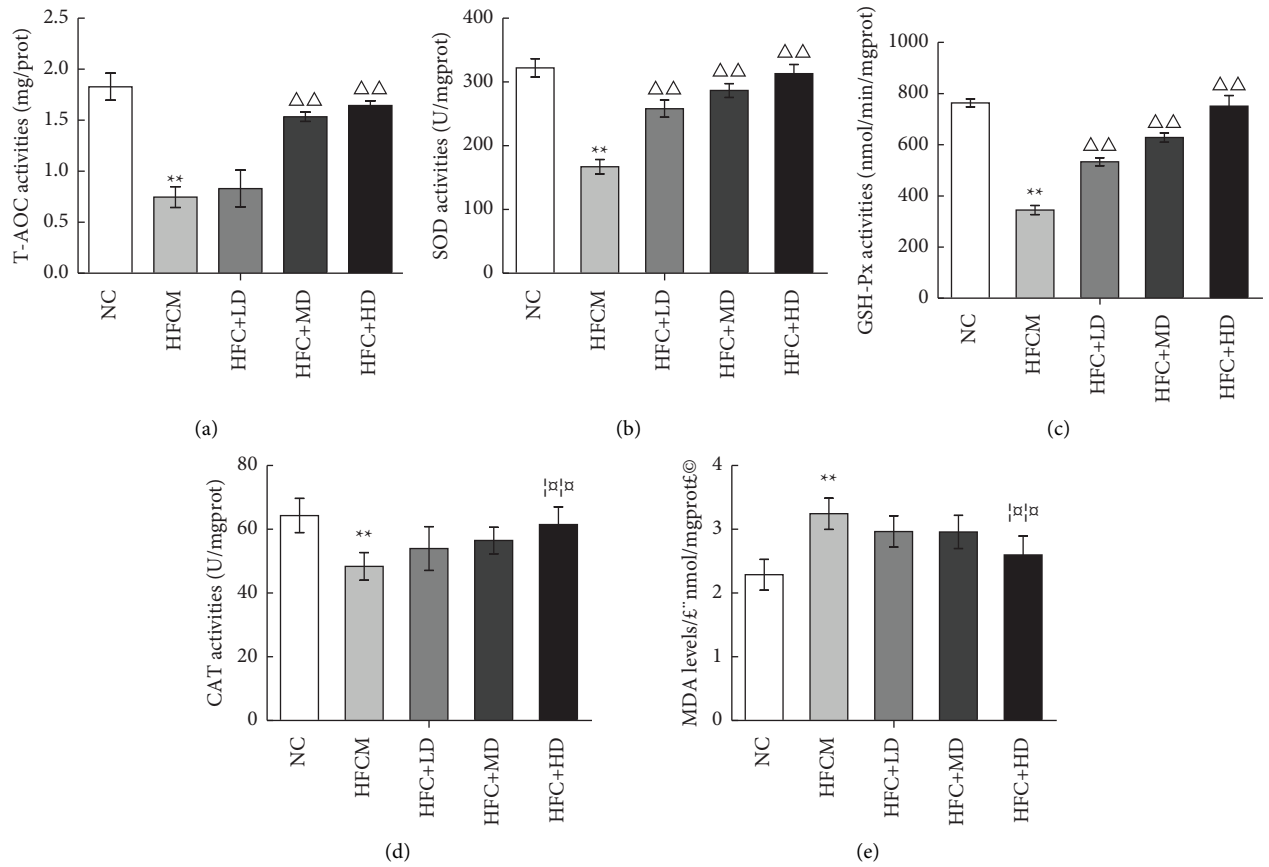 T-AOC activities (mg/prot)
2.5
2.0
1.5
1.0
0.5
0.0
**
△△
△△
NC
HFCM
HFC+LD
HFC+MD
HFC+HD
(a)
SOD activities (U/mgprot)
400
300
200
100
0
**
△△
△△
△△
NC
HFCM
HFC+LD
HFC+MD
HFC+HD
(b)
GSH-Px activities (nmol/min/mgprot)
1000
800
600
400
200
0
**
△△
△△
△△
NC
HFCM
HFC+LD
HFC+MD
HFC+HD
(c)
CAT activities (U/mgprot)
80
60
40
20
0
**
¦¤¦¤
NC
HFCM
HFC+LD
HFC+MD
HFC+HD
(d)
MDA levels/£¨nmol/mgprot£©
4
3
2
1
0
**
¦¤¦¤
NC
HFCM
HFC+LD
HFC+MD
HFC+HD
(e)